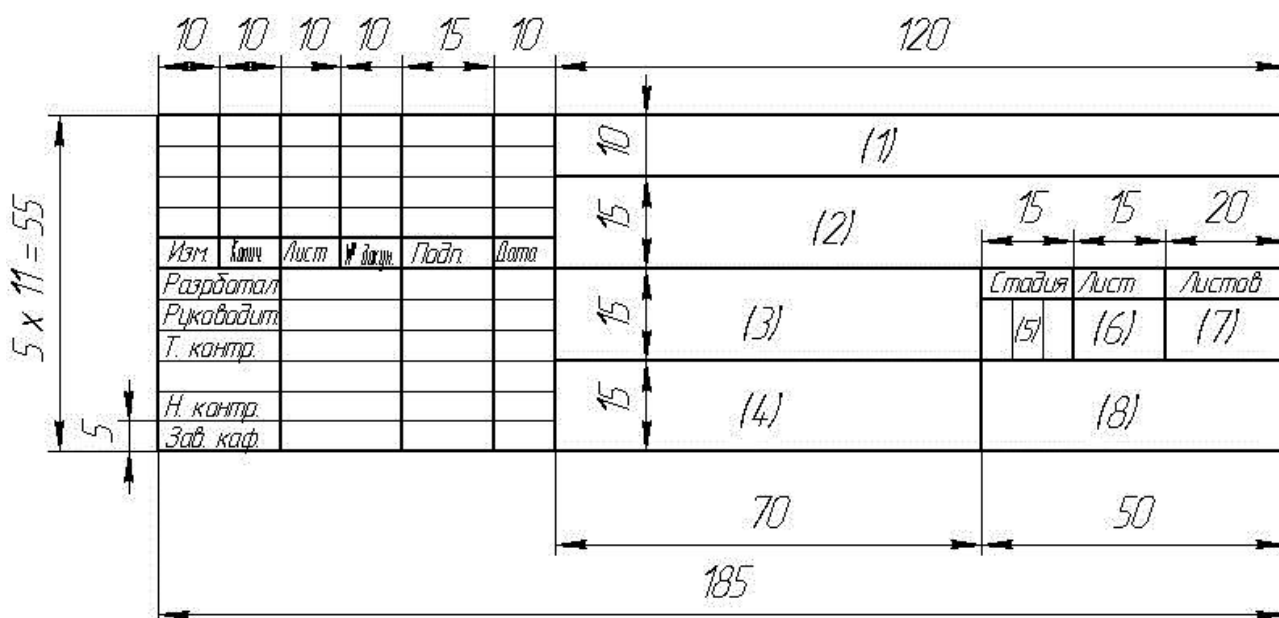 10 10 10 10 15 10 120
10 (1)
15 (2) 15 15 20
5 x 11 = 55
Изм Колич Лист № докум. Подп. Дата
Разрботал Стадия Лист Листов
Руководит 15 (3) (5) (6) (7)
Т. контр.
15 (4) (8)
Н. контр.
5 Зав. каф.
70 50
185